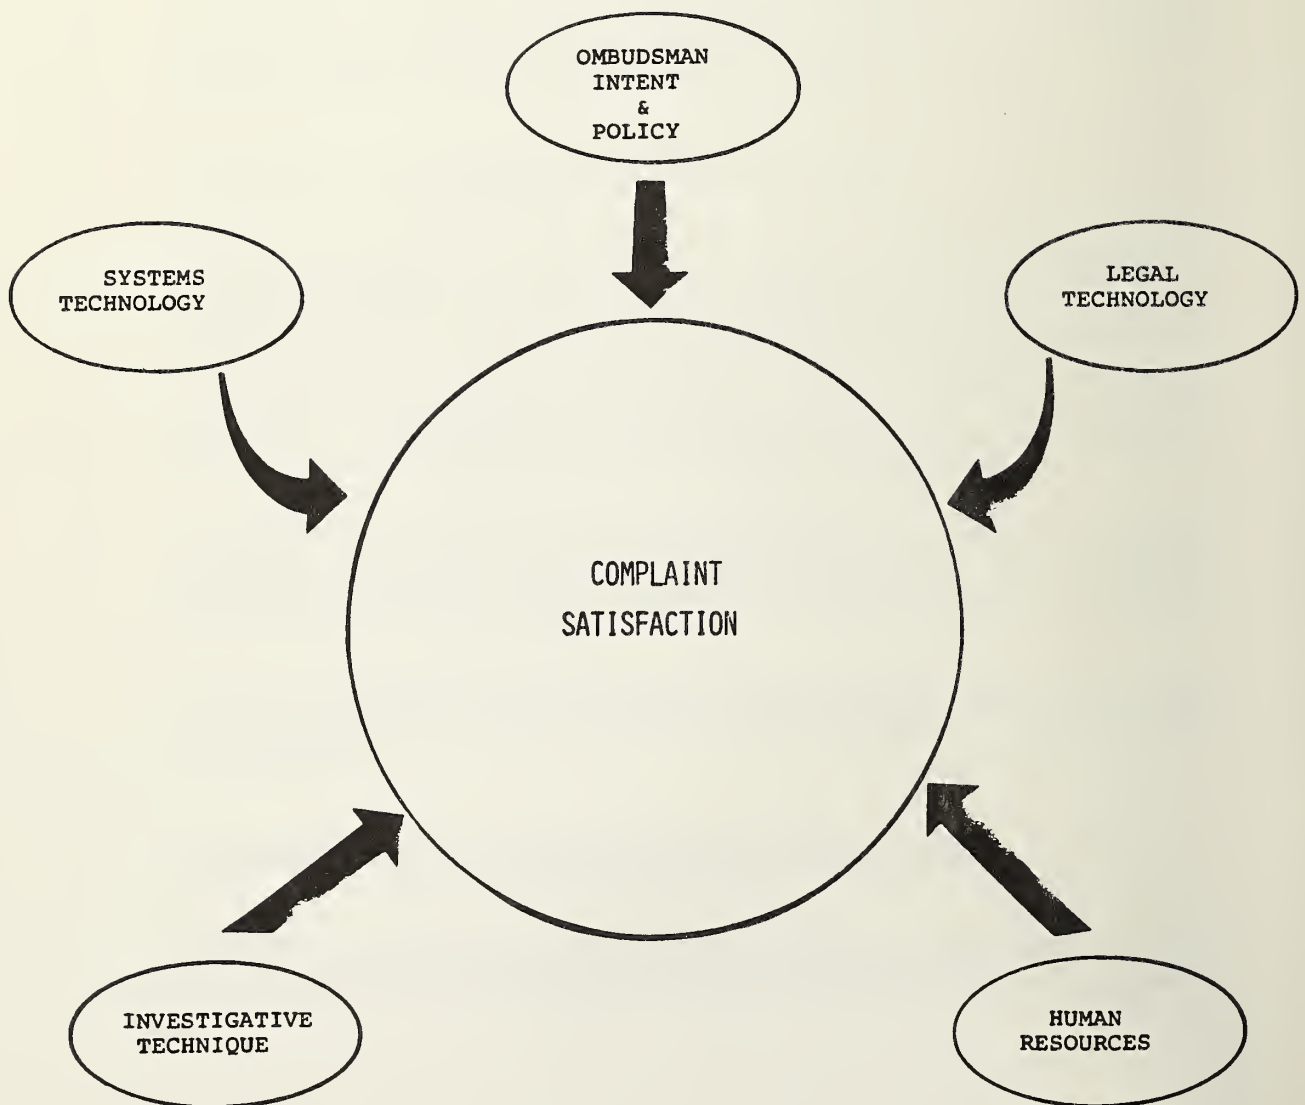 OMBUDSMAN
INTENT
&
POLICY
SYSTEMS
TECHNOLOGY
LEGAL
TECHNOLOGY
COMPLAINT
SATISFACTION
INVESTIGATIVE
TECHNIQUE
HUMAN
RESOURCES